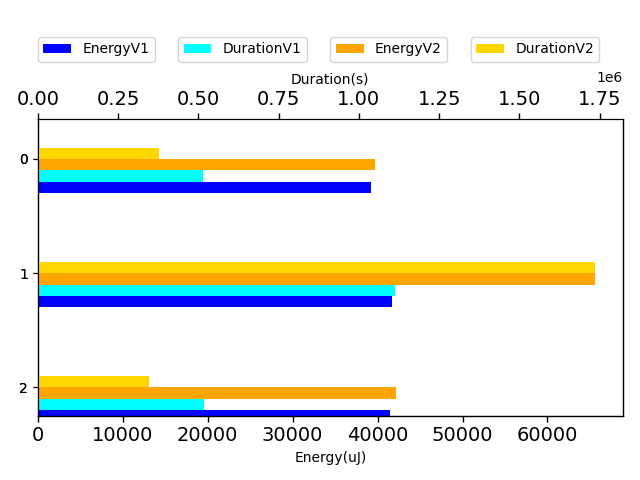 EnergyV1 DurationV1 EnergyV2 DurationV2
Duration(s) 1e6
0.00 0.25 0.50 0.75 1.00 1.25 1.50 1.75
0
1
2
0 10000 20000 30000 40000 50000 60000
Energy(uJ)